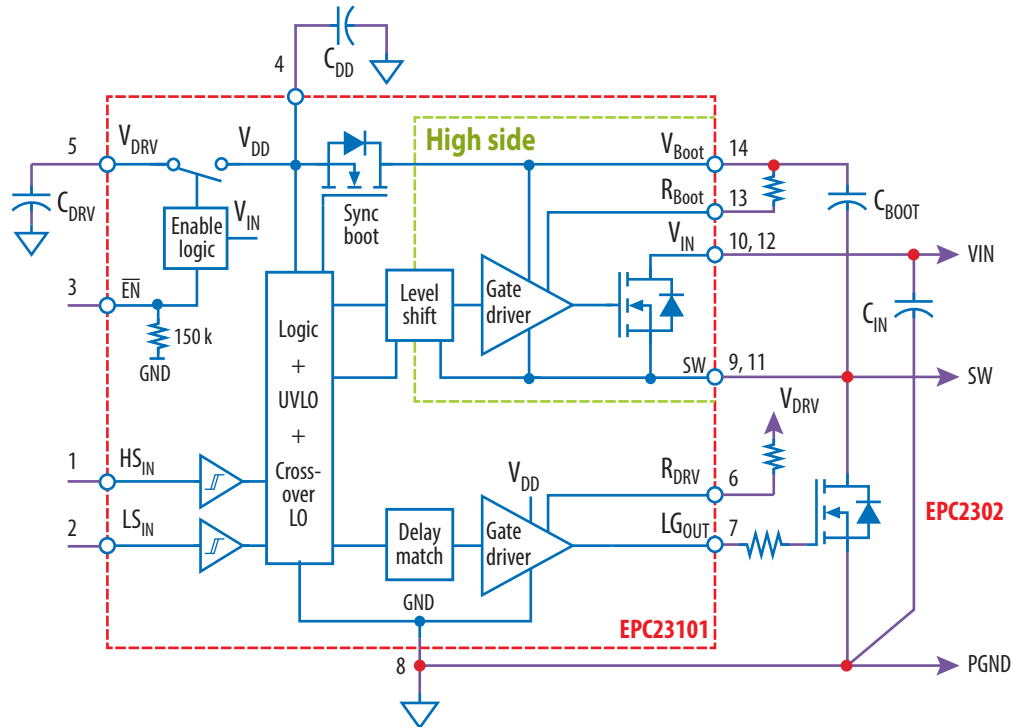 C_DD
4
5
V_DRV
V_DD
High side
V_Boot
14
C_DRV
Enable
logic
V_IN
Sync
boot
R_Boot
13
C_BOOT
V_IN
10, 12
VIN
3
E̅N̅
150 k
GND
Logic
+
UVLO
+
Cross-
over
LO
Level
shift
Gate
driver
C_IN
SW
9, 11
SW
V_DRV
1
HS_IN
2
LS_IN
V_DD
R_DRV
6
Delay
match
Gate
driver
LG_OUT
7
EPC2302
GND
EPC23101
8
PGND